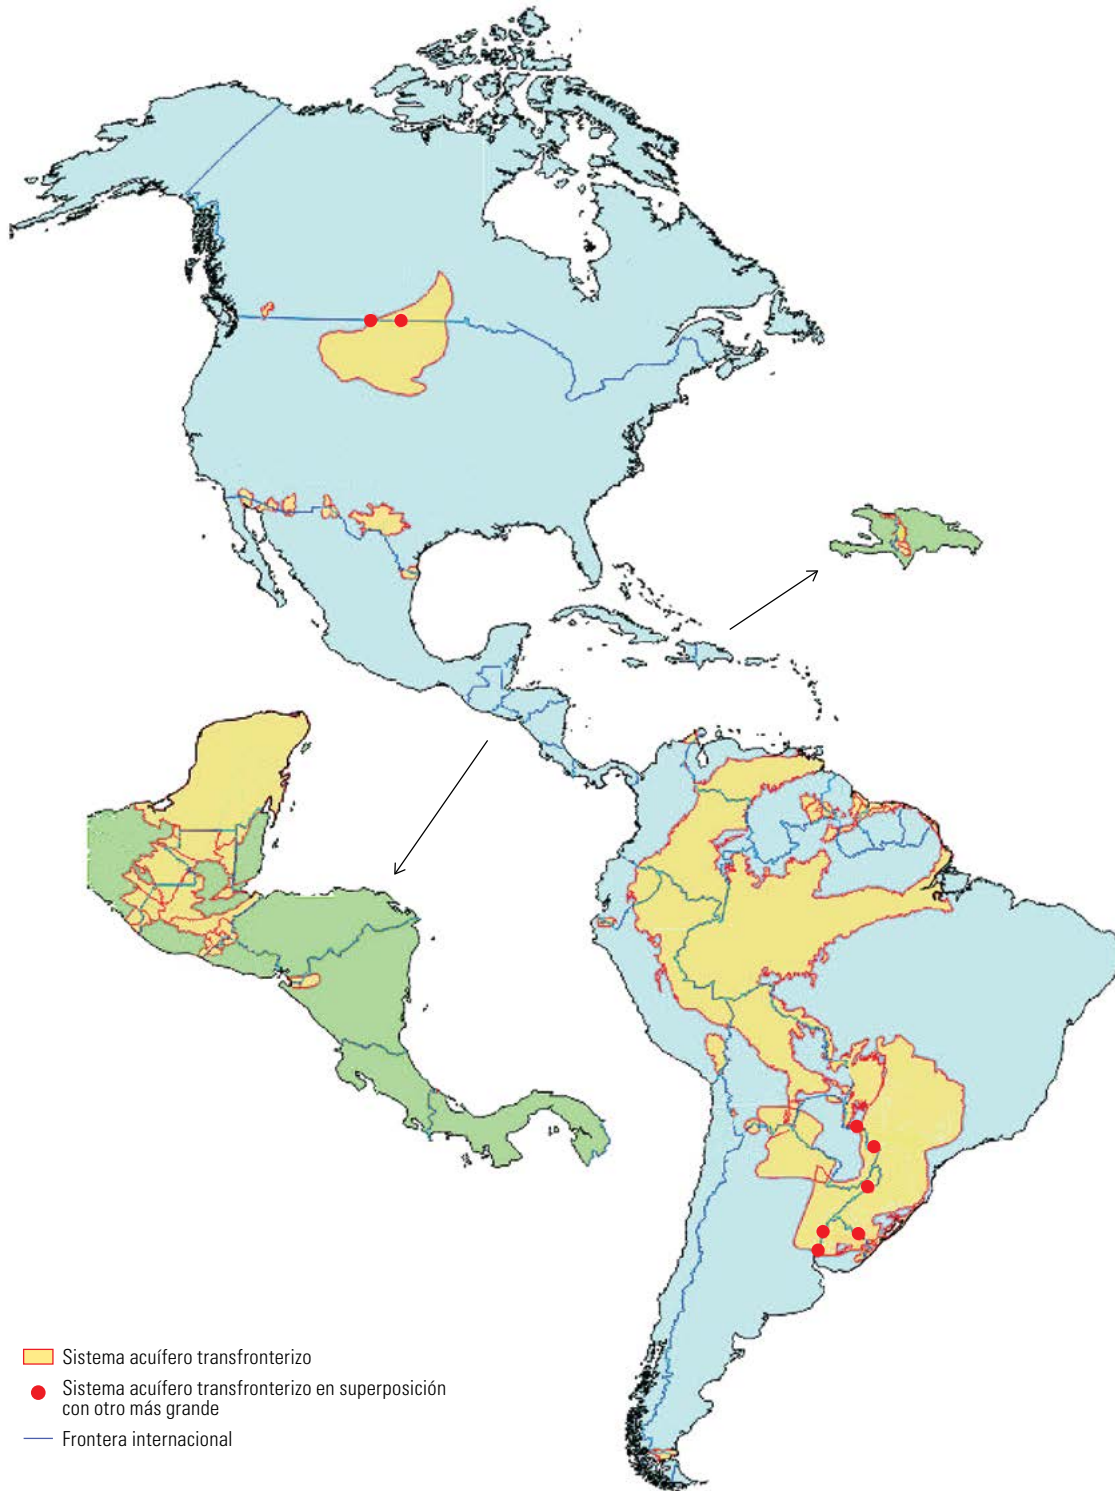 Sistema acuífero transfronterizo
Sistema acuífero transfronterizo en superposición
con otro más grande
Frontera internacional